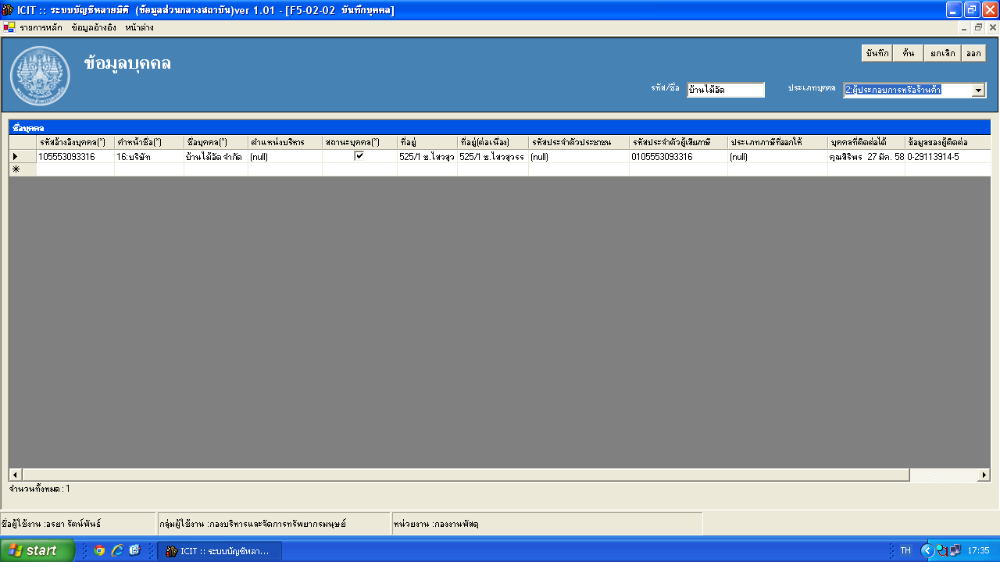 ICIT :: ระบบบัญชีหลายมิติ (ข้อมูลส่วนกลางสถาบัน)ver 1.01 - [F5-02-02 บันทึกบุคคล]
รายการหลัก ข้อมูลอ้างอิง หน้าต่าง
ข้อมูลบุคคล
บันทึก ค้น ยกเลิก ออก
รหัส/ชื่อ บ้านไม้อัด ประเภทบุคคล 2:ผู้ประกอบการหรือร้านค้า
ชื่อบุคคล
รหัสอ้างอิงบุคคล(*) คำหน้าชื่อ(*) ชื่อบุคคล(*) ตำแหน่งบริหาร สถานะบุคคล(*) ที่อยู่ ที่อยู่(ต่อเนื่อง) รหัสประจำตัวประชาชน รหัสประจำตัวผู้เสียภาษี ประเภทภาษีที่ออกให้ บุคคลที่ติดต่อได้ ข้อมูลของผู้ติดต่อ
105553093316 16:บริษัท บ้านไม้อัด จำกัด (null) 525/1 ซ.ไสวสุว 525/1 ซ.ไสวสุวรร (null) 0105553093316 (null) คุณสิริพร 27 มีค. 58 0-29113914-5
จำนวนทั้งหมด : 1
ชื่อผู้ใช้งาน :อรยา รัตน์พันธ์ กลุ่มผู้ใช้งาน :กองบริหารและจัดการทรัพยากรมนุษย์ หน่วยงาน :กองงานพัสดุ
start ICIT :: ระบบบัญชีหลา... TH 17:35